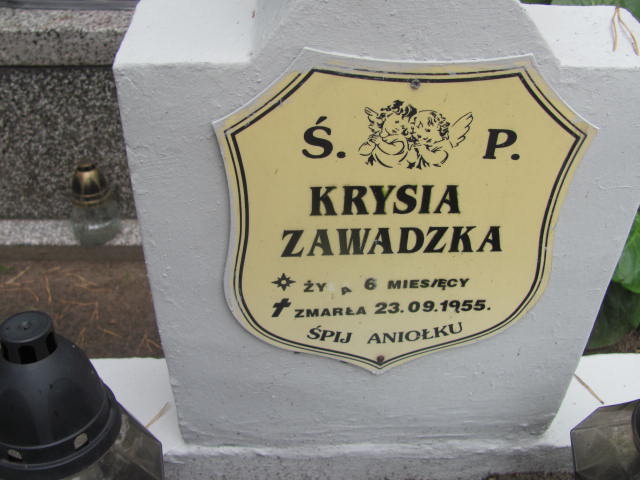 Ś. P.
KRYSIA
ZAWADZKA
6 MIESIĘCY
ZMARŁA 23.09.1955.
ŚPIJ ANIOŁKU